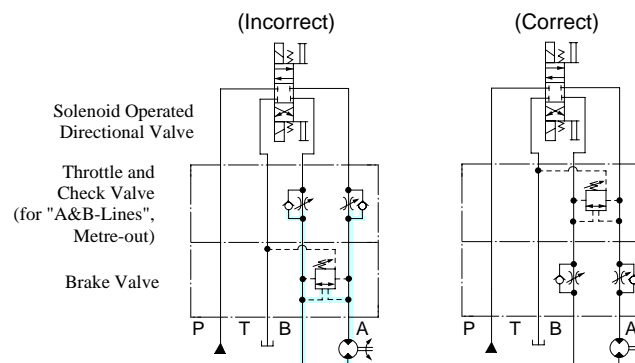 (Incorrect)
(Correct)
Solenoid Operated
Directional Valve
Throttle and
Check Valve
(for "A&B-Lines",
Metre-out)
Brake Valve
P T B A
P T B A